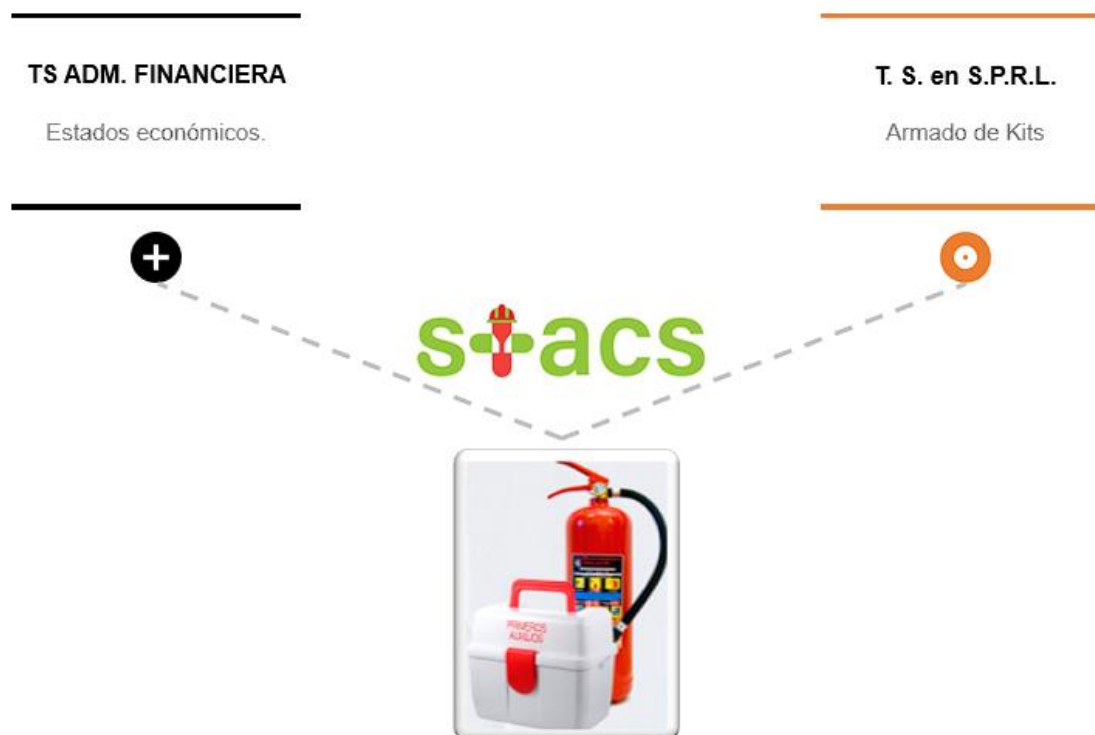 TS ADM. FINANCIERA
Estados económicos.
T. S. en S.P.R.L.
Armado de Kits
stacs
PRIMEROS
AUXILIOS